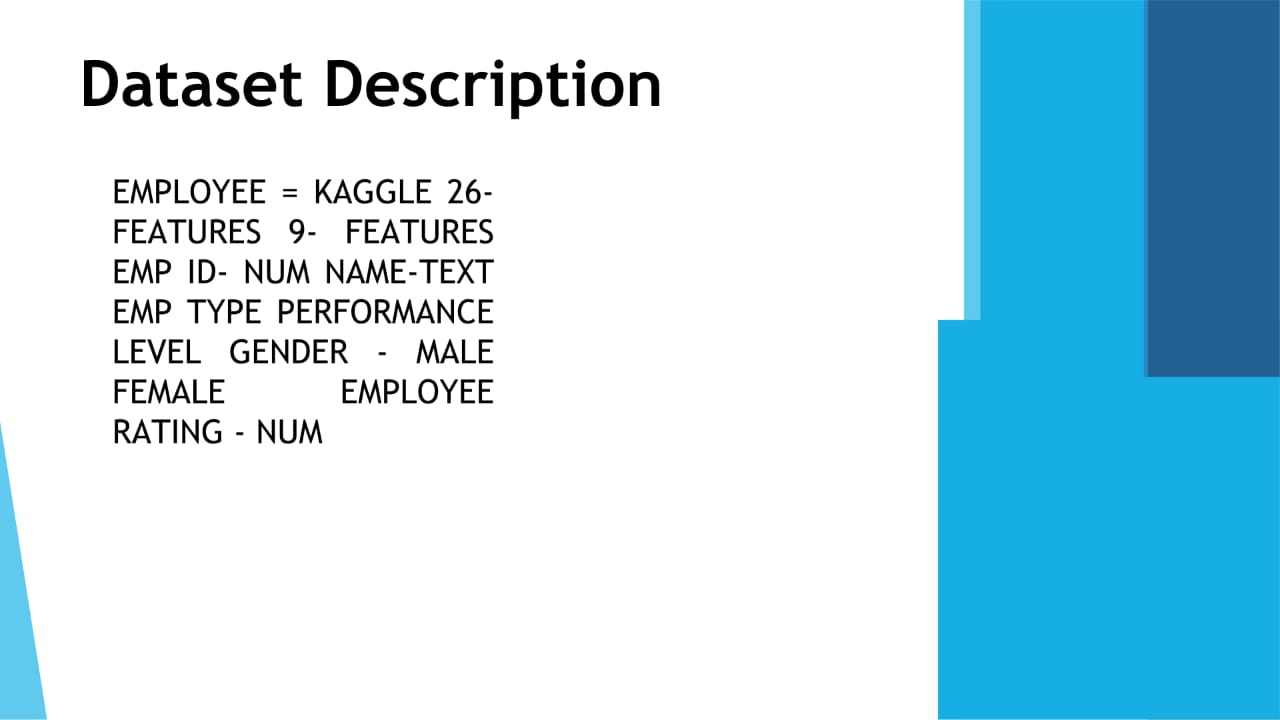 Dataset Description
EMPLOYEE = KAGGLE 26-
FEATURES 9- FEATURES
EMP ID- NUM NAME-TEXT
EMP TYPE PERFORMANCE
LEVEL GENDER - MALE
FEMALE EMPLOYEE
RATING - NUM